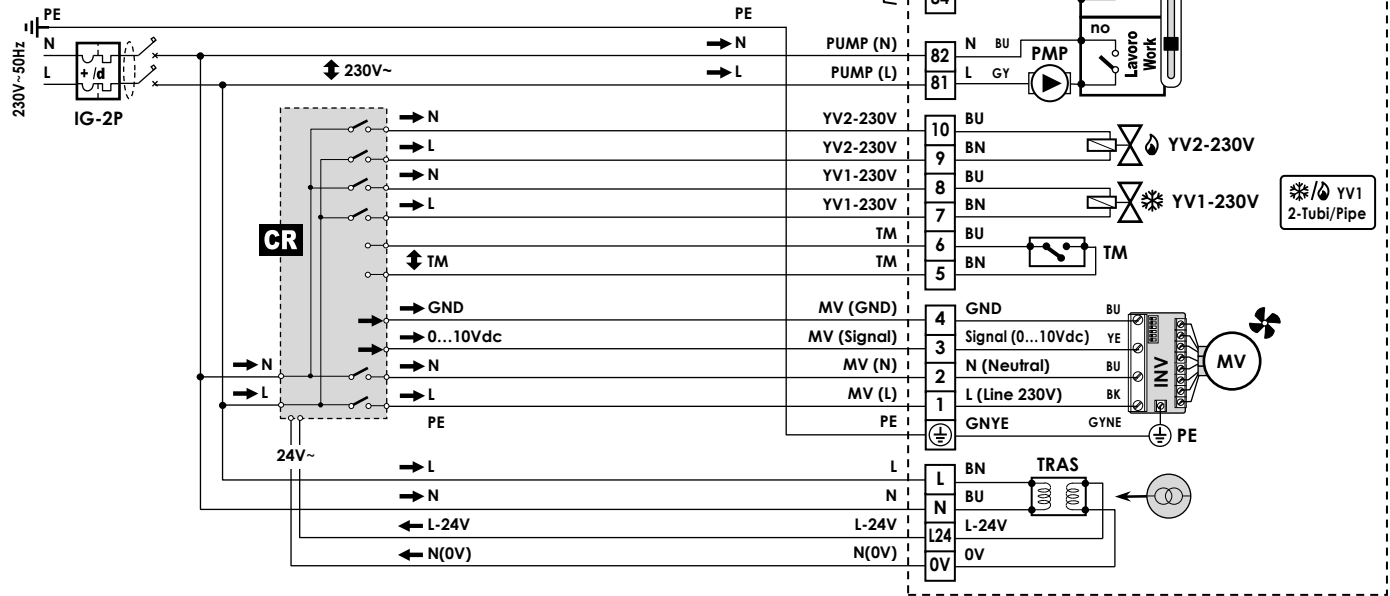 PE PE
N N PUMP (N) 82 N BU no
L 230V~ L PUMP (L) 81 L GY PMP
Lavoro
Work
230V~50Hz
+ /d
IG-2P
N YV2-230V 10 BU
L YV2-230V 9 BN YV2-230V
N YV1-230V 8 BU
L YV1-230V 7 BN YV1-230V
YV1
2-Tubi/Pipe
CR
TM 6 BU
TM TM 5 BN TM
GND MV (GND) 4 GND BU
0...10Vdc MV (Signal) 3 Signal (0...10Vdc) YE
N N MV (N) 2 N (Neutral) BU
L L MV (L) 1 L (Line 230V) BK
INV MV
PE PE GNYE GYNE PE
24V~
L L L BN TRAS
N N N BU
L-24V L-24V L24 L-24V
N(0V) N(0V) 0V 0V